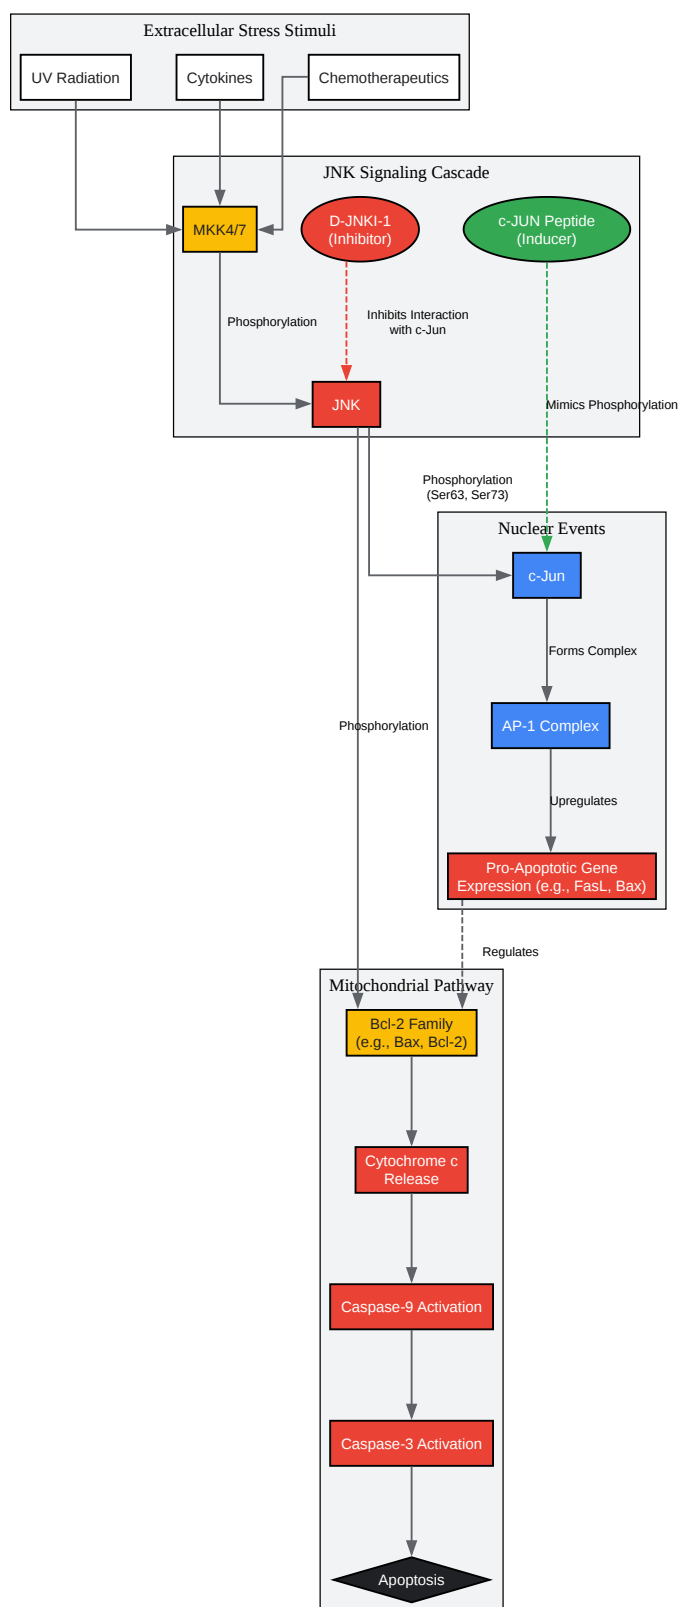 Extracellular Stress Stimuli
UV Radiation
Cytokines
Chemotherapeutics
JNK Signaling Cascade
MKK4/7
D-JNKI-1
(Inhibitor)
c-JUN Peptide
(Inducer)
Phosphorylation
Inhibits Interaction
with c-Jun
JNK
Mimics Phosphorylation
Phosphorylation
(Ser63, Ser73)
Nuclear Events
c-Jun
Forms Complex
Phosphorylation
AP-1 Complex
Upregulates
Pro-Apoptotic Gene
Expression (e.g., FasL, Bax)
Regulates
Mitochondrial Pathway
Bcl-2 Family
(e.g., Bax, Bcl-2)
Cytochrome c
Release
Caspase-9 Activation
Caspase-3 Activation
Apoptosis